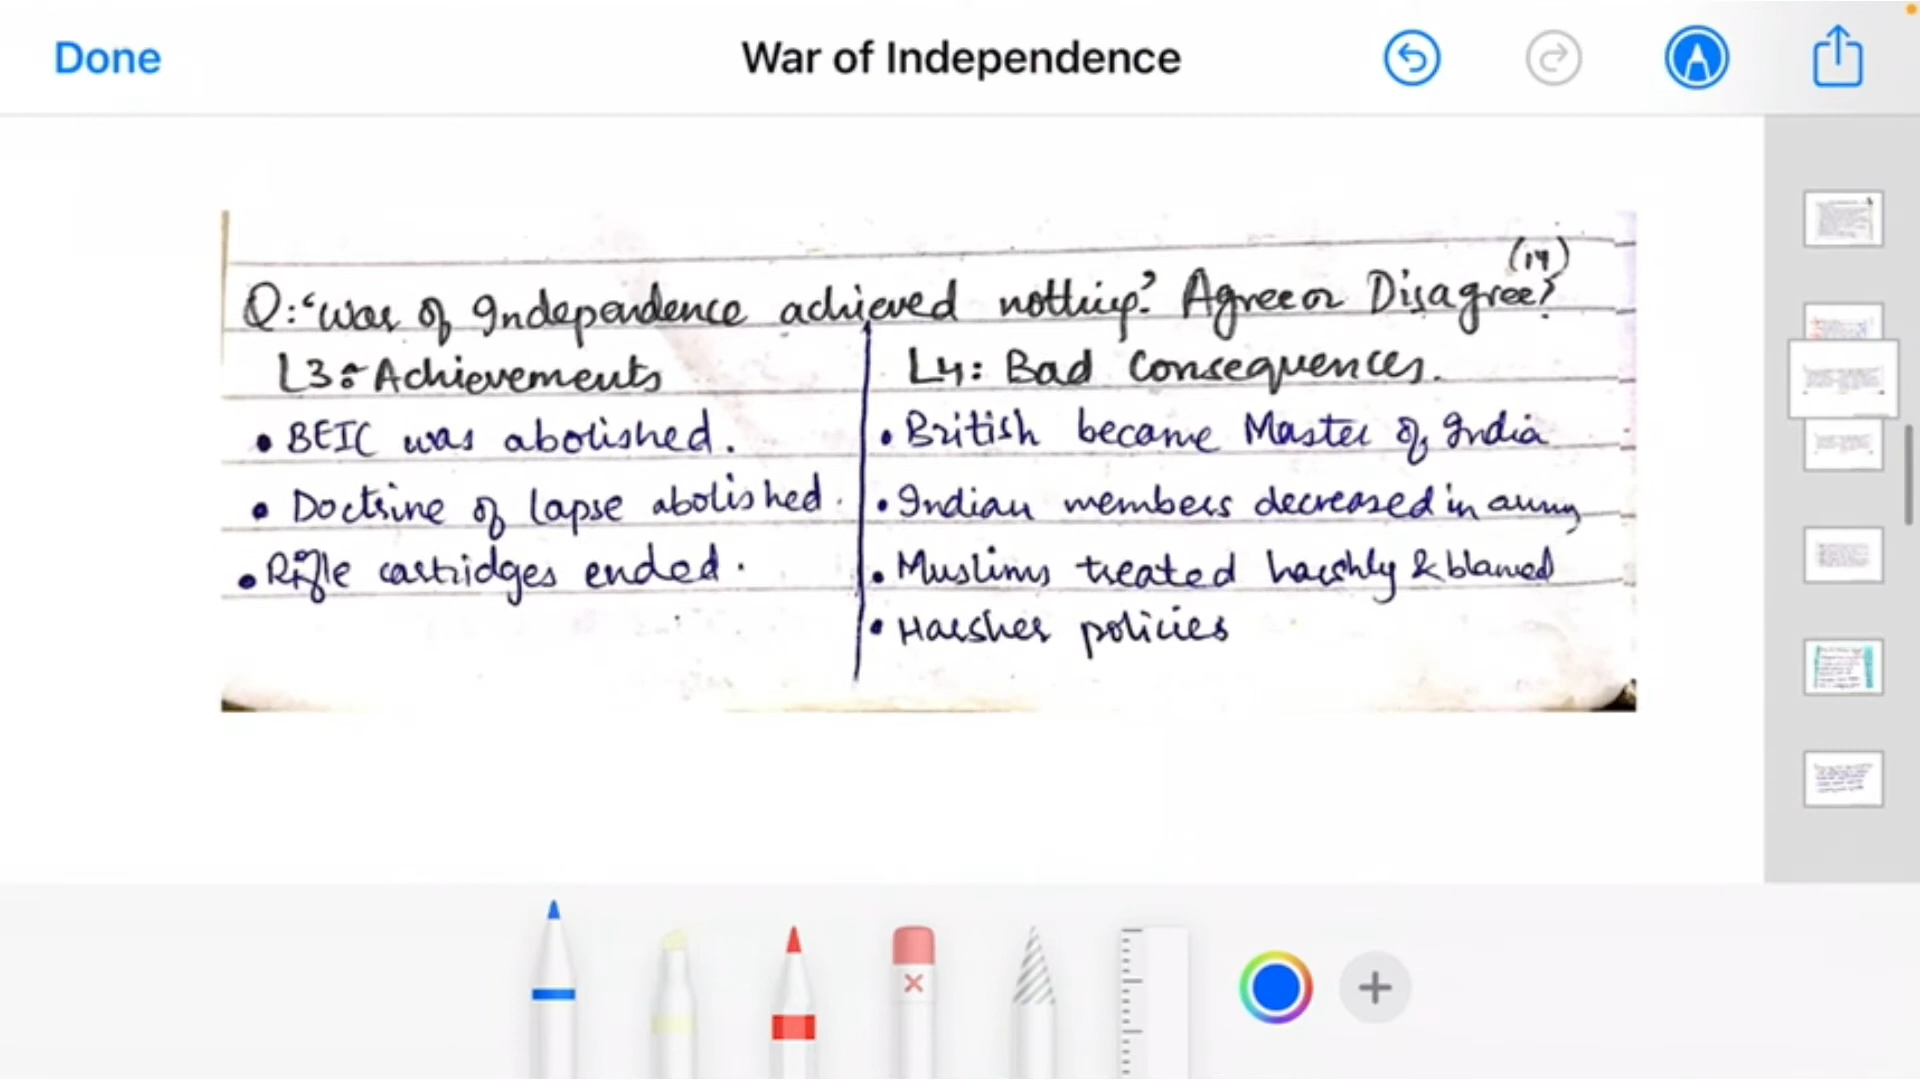 Done
War of Independence
(14)
Q: 'War of Independence achieved nothing.' Agree or Disagree?
L3: Achievements
• BEIC was abolished.
• Doctrine of lapse abolished.
• Rifle cartridges ended.
L4: Bad Consequences.
• British became Master of India
• Indian members decreased in army
• Muslims treated harshly & blamed
• Harsher policies